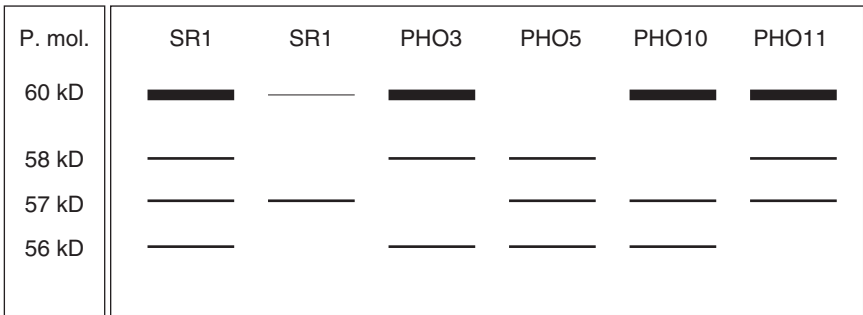 P. mol. SR1 SR1 PHO3 PHO5 PHO10 PHO11
60 kD
58 kD
57 kD
56 kD